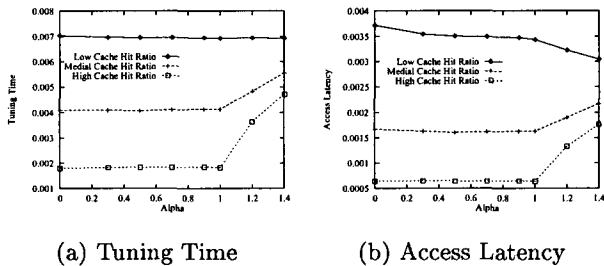 0.008
0.007
0.006
0.005
0.004
0.003
0.002
0.001
Tuning Time
Low Cache Hit Ratio
Medial Cache Hit Ratio
High Cache Hit Ratio
0 0.2 0.4 0.6 0.8 1 1.2 1.4
Alpha
(a) Tuning Time
0.004
0.0035
0.003
0.0025
0.002
0.0015
0.001
0.0005
Access Latency
Low Cache Hit Ratio
Medial Cache Hit Ratio
High Cache Hit Ratio
0 0.2 0.4 0.6 0.8 1 1.2 1.4
Alpha
(b) Access Latency